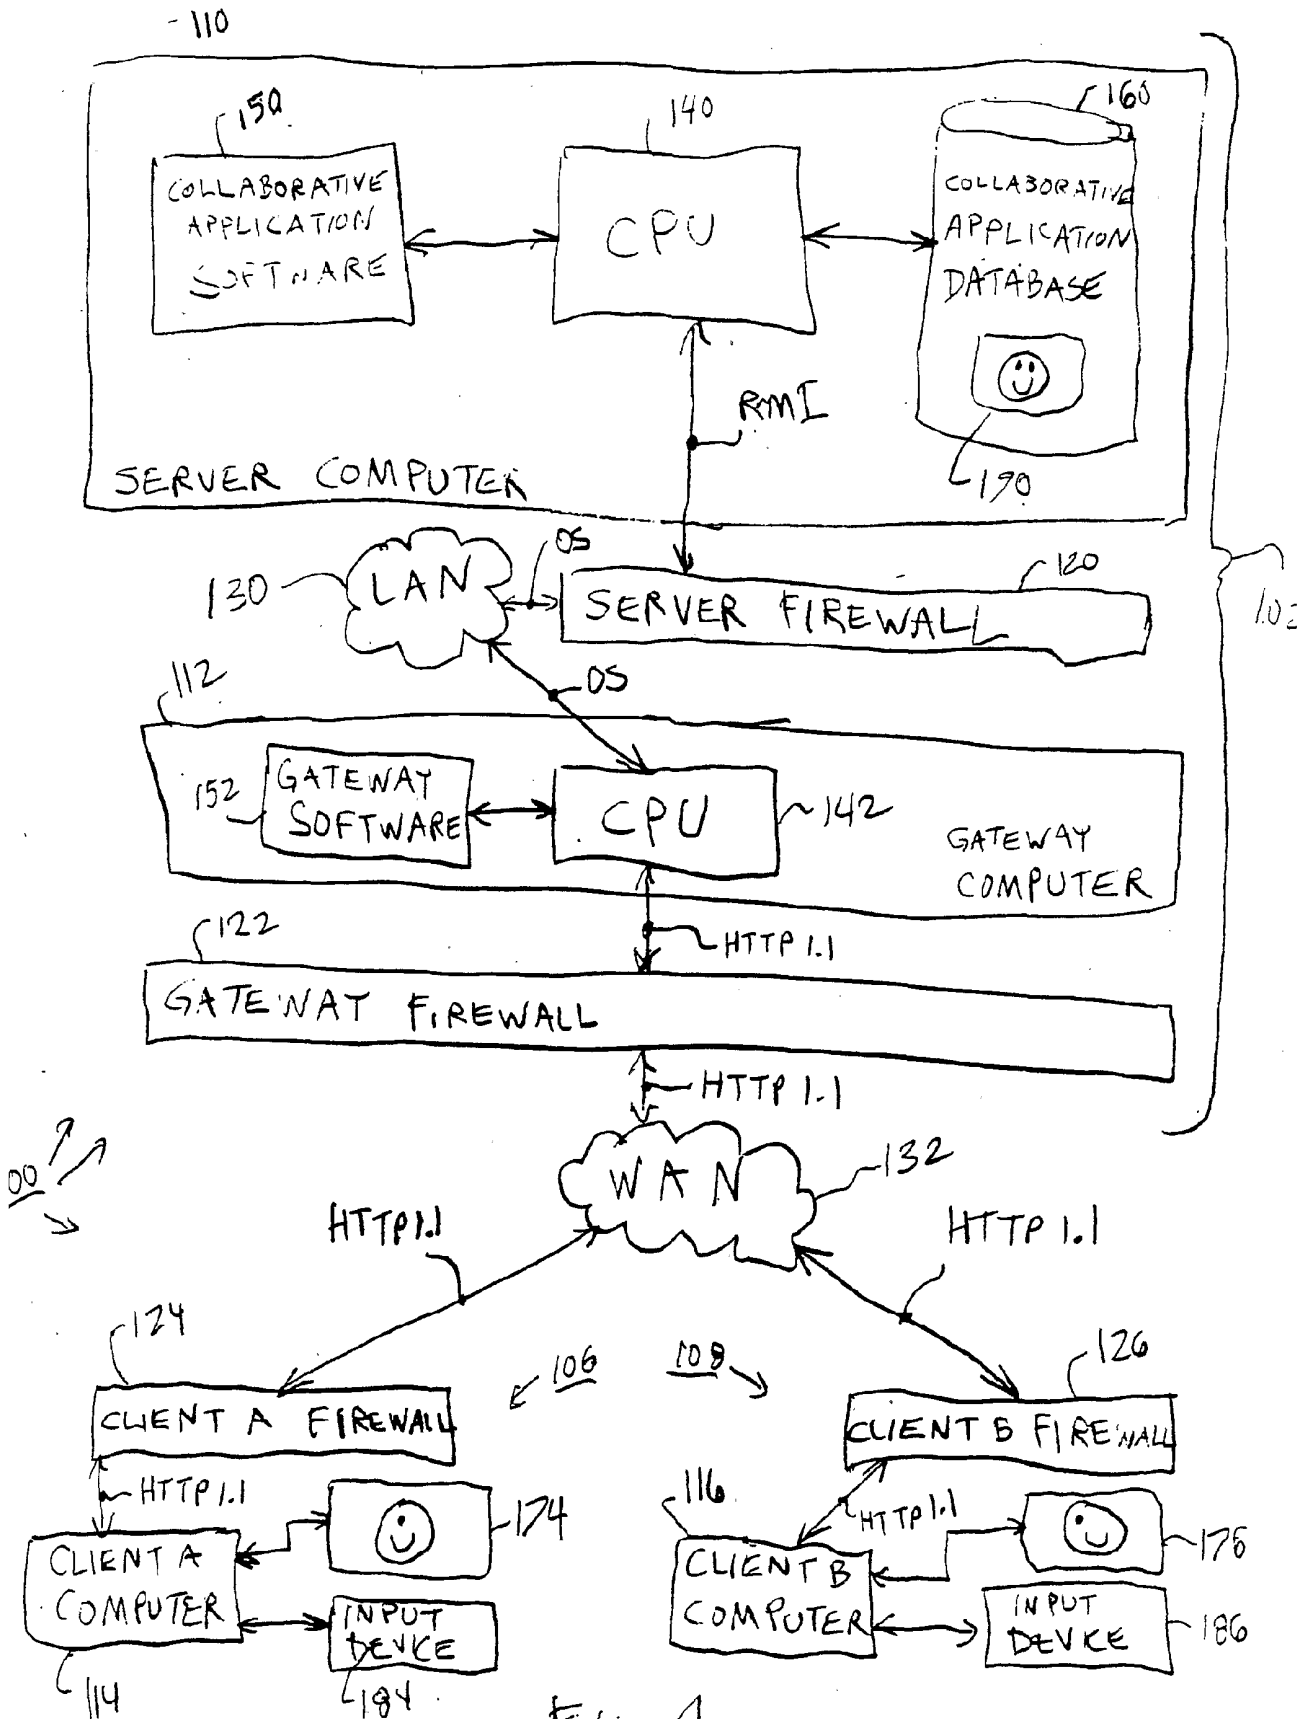 110
150
140
160
COLLABORATIVE
APPLICATION
SOFTWARE
CPU
COLLABORATIVE
APPLICATION
DATABASE
RMI
190
SERVER COMPUTER
OS
130
LAN
120
SERVER FIREWALL
112
OS
152
GATEWAY
SOFTWARE
CPU
142
GATEWAY
COMPUTER
122
HTTP 1.1
GATEWAY FIREWALL
HTTP 1.1
00
WAN
132
HTTP 1.1
HTTP 1.1
124
106
108
126
CLIENT A FIREWALL
CLIENT B FIREWALL
HTTP 1.1
174
116
HTTP 1.1
CLIENT A
COMPUTER
INPUT
DEVICE
CLIENT B
COMPUTER
INPUT
DEVICE
186
114
184